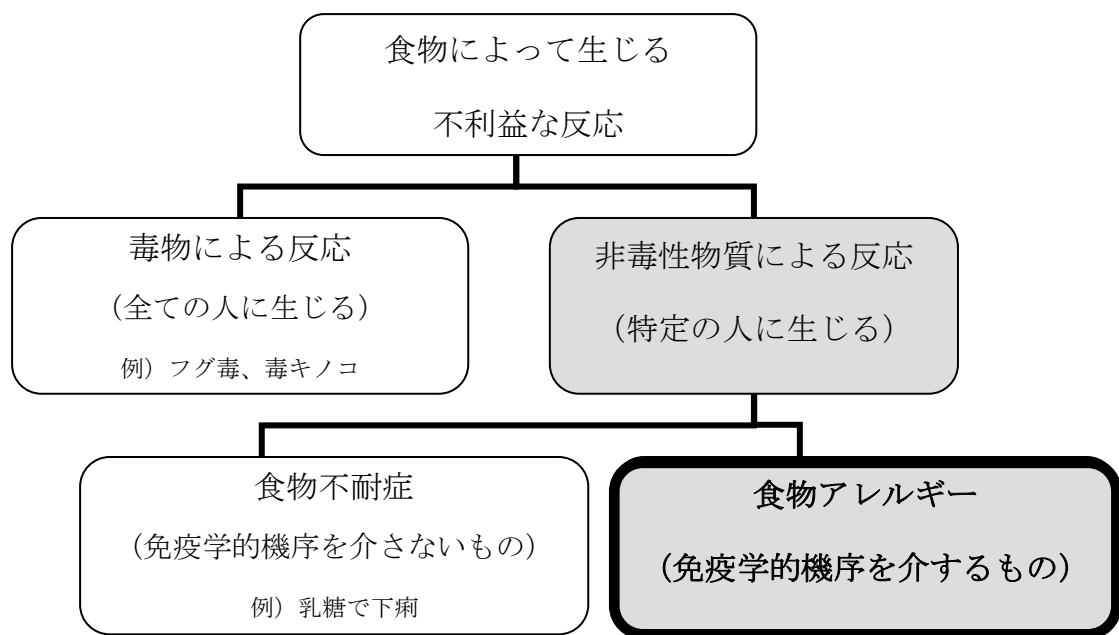 食物によって生じる
不利益な反応
毒物による反応
（全ての人に生じる）
例）フグ毒、毒キノコ
非毒性物質による反応
（特定の人に生じる）
食物不耐症
（免疫学的機序を介さないもの）
例）乳糖で下痢
食物アレルギー
（免疫学的機序を介するもの）